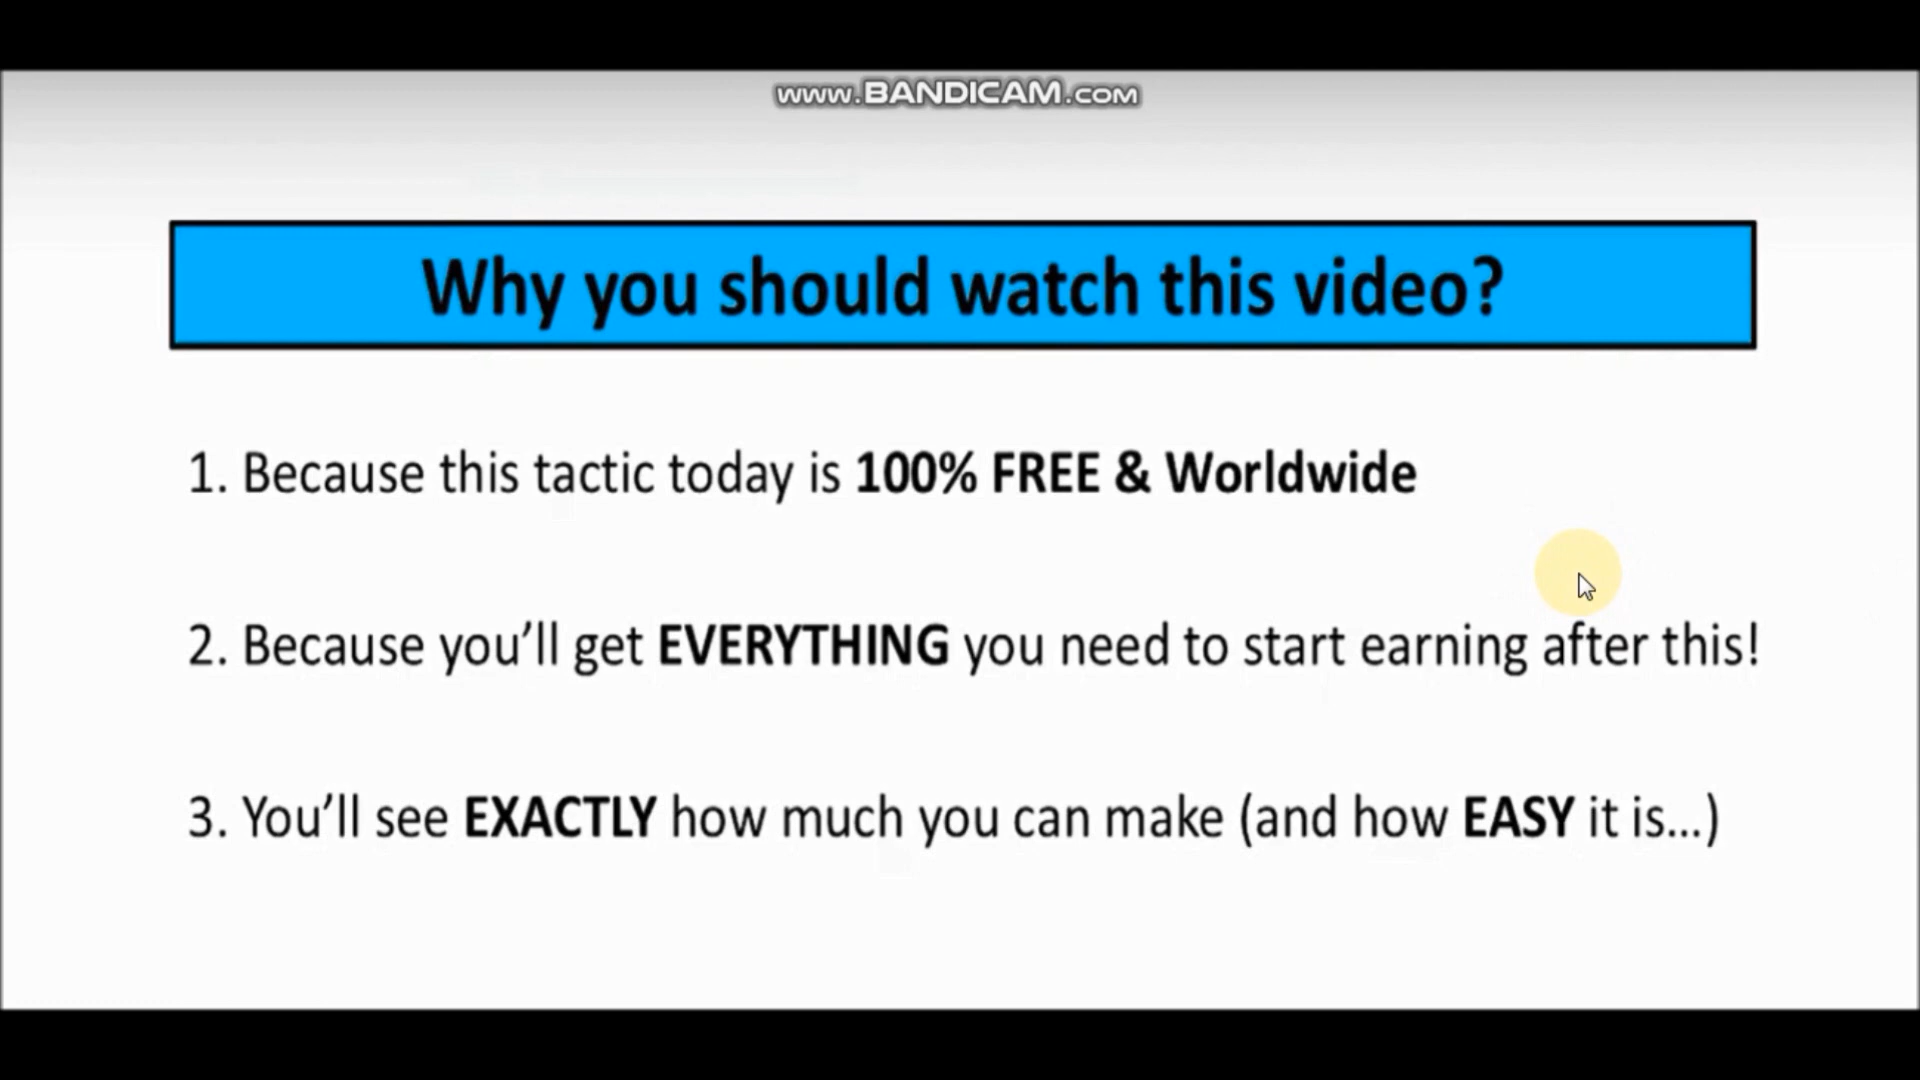 www.BANDICAM.COM
Why you should watch this video?
1. Because this tactic today is 100% FREE & Worldwide
2. Because you’ll get EVERYTHING you need to start earning after this!
3. You’ll see EXACTLY how much you can make (and how EASY it is...)